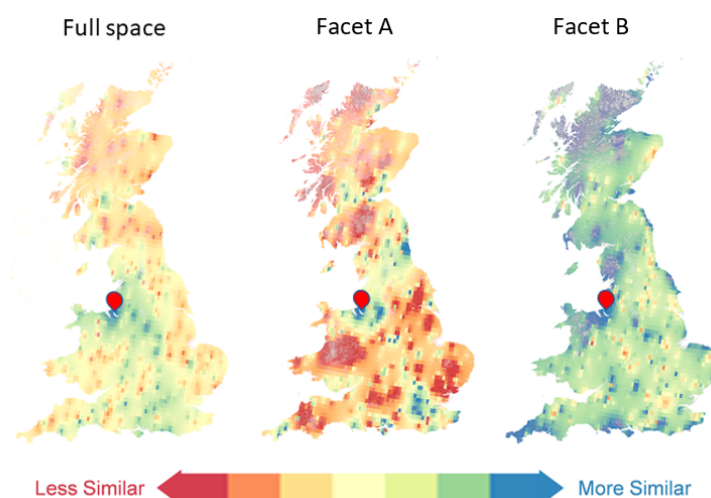 Full space
Facet A
Facet B
Less Similar
More Similar